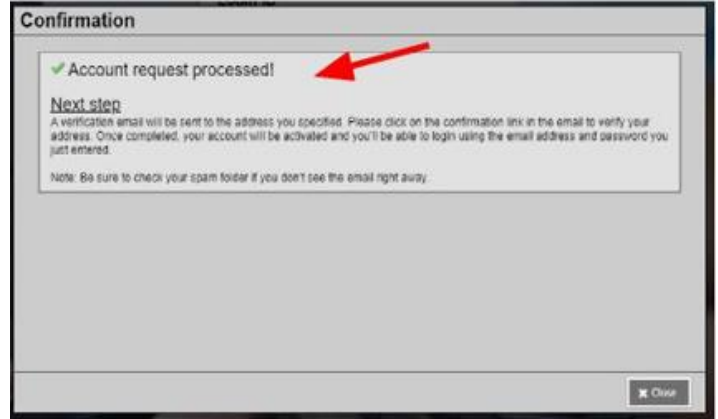 Confirmation
Account request processed!
Next step
A verification email will be sent to the address you specified. Please click on the confirmation link in the email to verify your
address. Once completed, your account will be activated and you'll be able to login using the email address and password you
just entered.
Note: Be sure to check your spam folder if you don't see the email right away.
Close